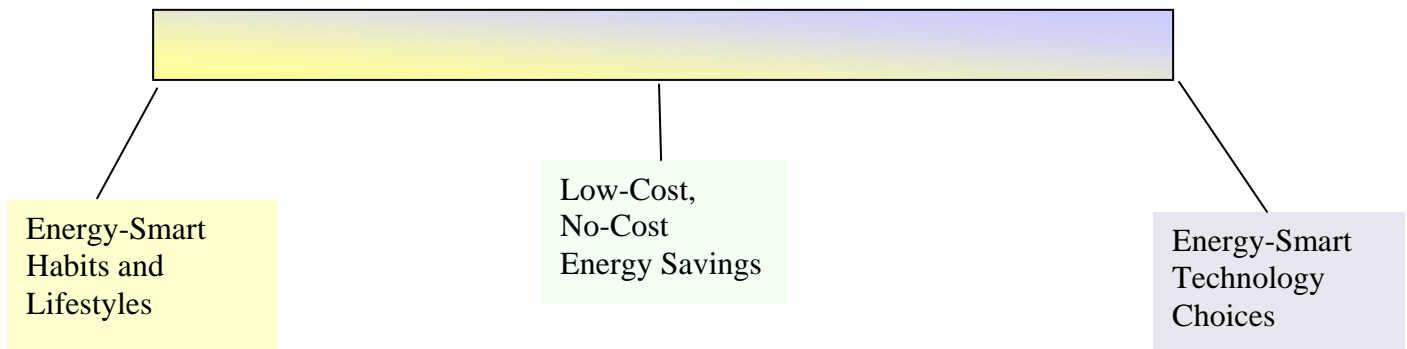 Energy-Smart
Habits and
Lifestyles
Low-Cost,
No-Cost
Energy Savings
Energy-Smart
Technology
Choices